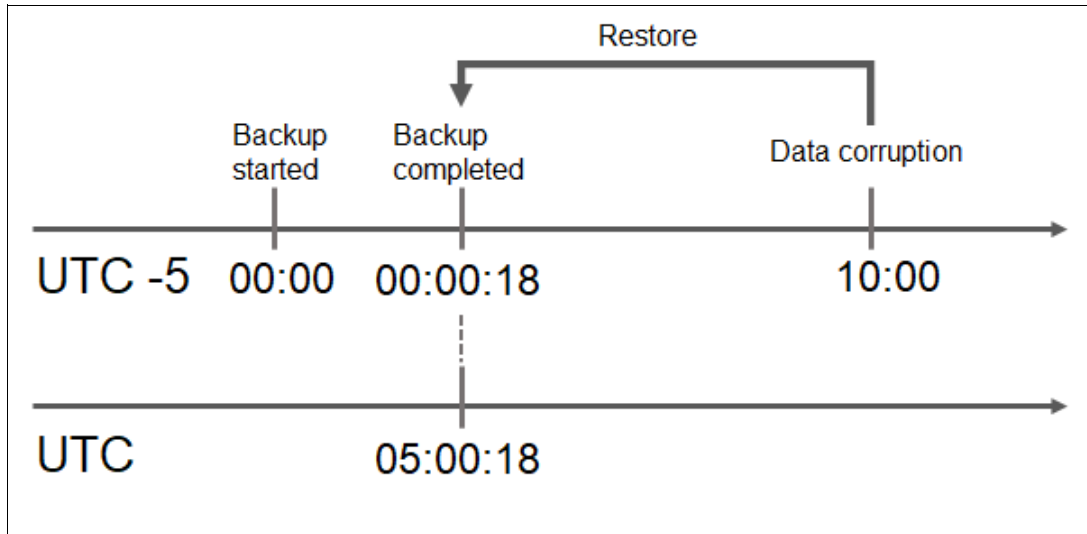 Restore
Backup
started
Backup
completed
Data corruption
UTC -5 00:00 00:00:18 10:00
UTC 05:00:18